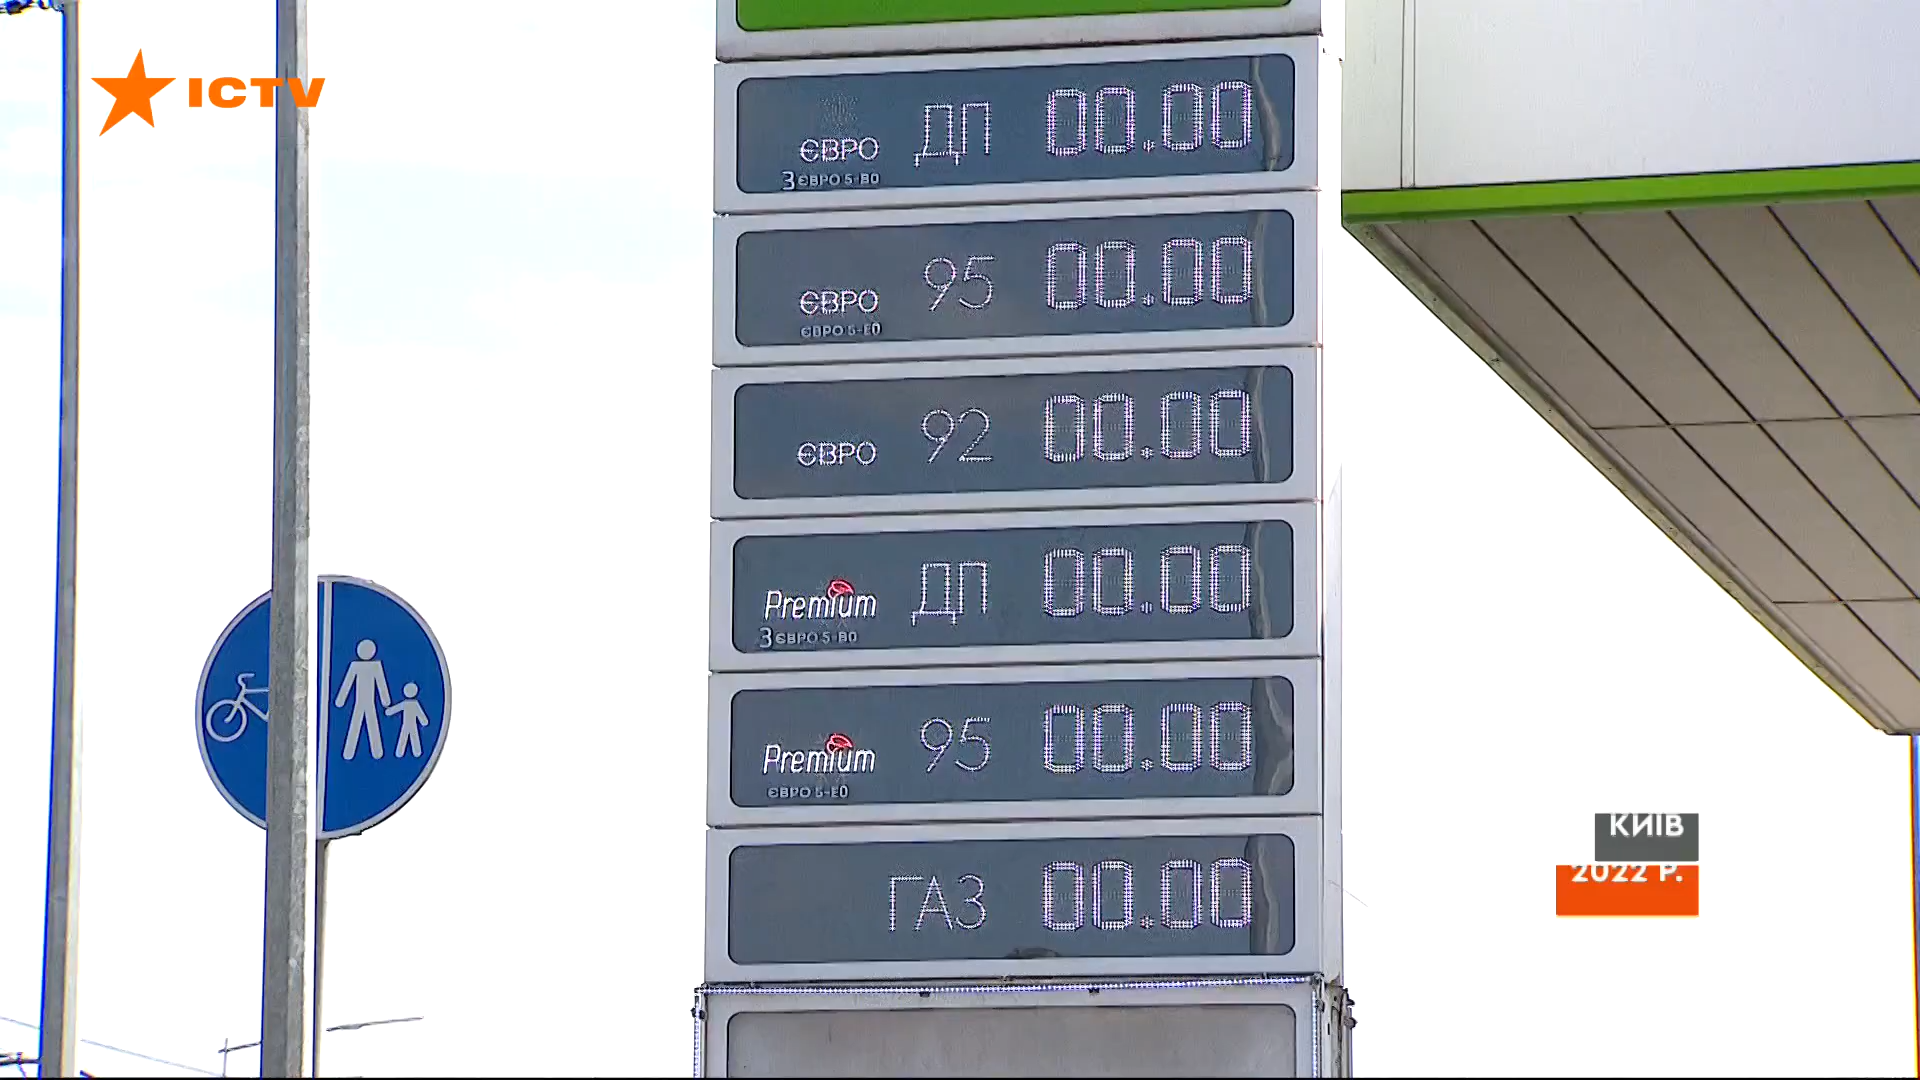 ICTV
ЄВРО ДП 00.00
З ЄВРО 5-В0
ЄВРО 95 00.00
ЄВРО 5-Е0
ЄВРО 92 00.00
Premium ДП 00.00
З ЄВРО 5-В0
Premium 95 00.00
ЄВРО 5-Е0
ГАЗ 00.00
КИЇВ
2022 Р.